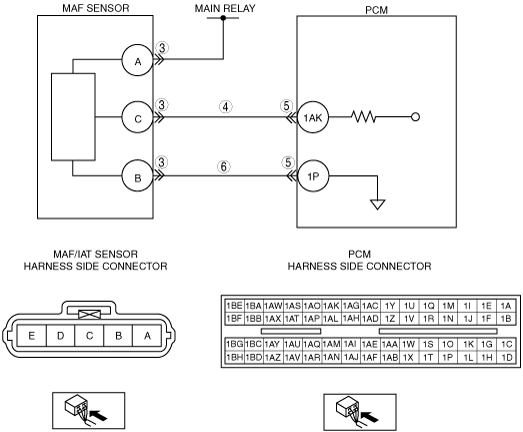 MAF SENSOR
MAIN RELAY
PCM
A
3
C
3
4
5
1AK
B
3
6
5
1P
MAF/IAT SENSOR
HARNESS SIDE CONNECTOR
E D C B A
PCM
HARNESS SIDE CONNECTOR
1BE 1BA 1AW 1AS 1AO 1AK 1AG 1AC 1Y 1U 1Q 1M 1I 1E 1A
1BF 1BB 1AX 1AT 1AP 1AL 1AH 1AD 1Z 1V 1R 1N 1J 1F 1B
1BG 1BC 1AY 1AU 1AQ 1AM 1AI 1AE 1AA 1W 1S 1O 1K 1G 1C
1BH 1BD 1AZ 1AV 1AR 1AN 1AJ 1AF 1AB 1X 1T 1P 1L 1H 1D